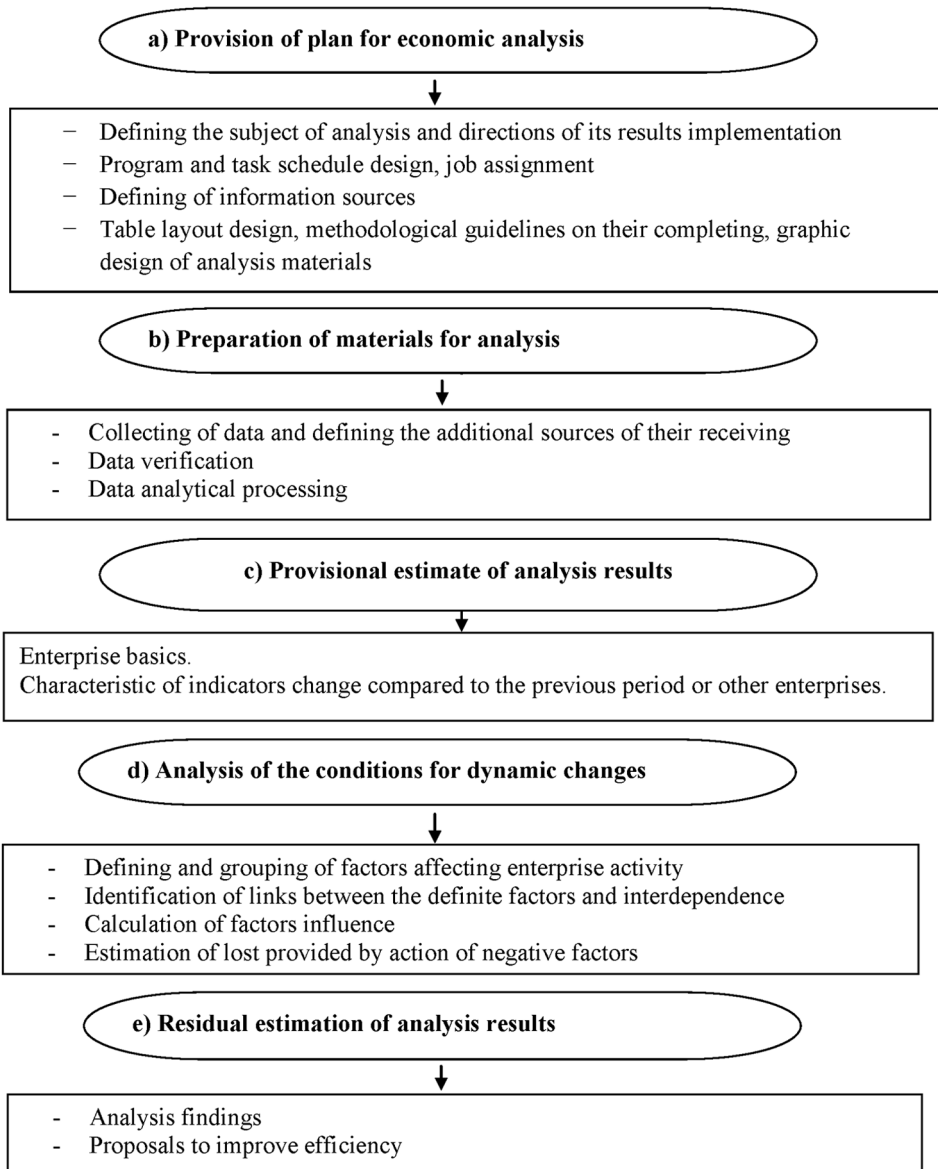 a) Provision of plan for economic analysis
− Defining the subject of analysis and directions of its results implementation
− Program and task schedule design, job assignment
− Defining of information sources
− Table layout design, methodological guidelines on their completing, graphic
design of analysis materials
b) Preparation of materials for analysis
- Collecting of data and defining the additional sources of their receiving
- Data verification
- Data analytical processing
c) Provisional estimate of analysis results
Enterprise basics.
Characteristic of indicators change compared to the previous period or other enterprises.
d) Analysis of the conditions for dynamic changes
- Defining and grouping of factors affecting enterprise activity
- Identification of links between the definite factors and interdependence
- Calculation of factors influence
- Estimation of lost provided by action of negative factors
e) Residual estimation of analysis results
- Analysis findings
- Proposals to improve efficiency